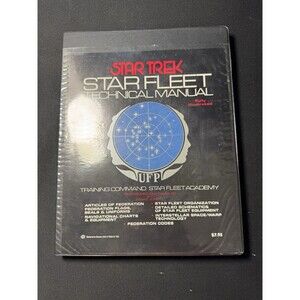 STAR TREK
STAR FLEET
TECHNICAL MANUAL
Fully Illustrated
UFP
TRAINING COMMAND STAR FLEET ACADEMY
ARTICLES OF FEDERATION
FEDERATION FLAGS,
SEALS & UNIFORMS
NAVIGATIONAL CHARTS
& EQUIPMENT
STAR FLEET ORGANIZATION
DETAILED SCHEMATICS
OF STAR FLEET EQUIPMENT
INTERSTELLAR SPACE/WARP
TECHNOLOGY
FEDERATION CODES
$7.95